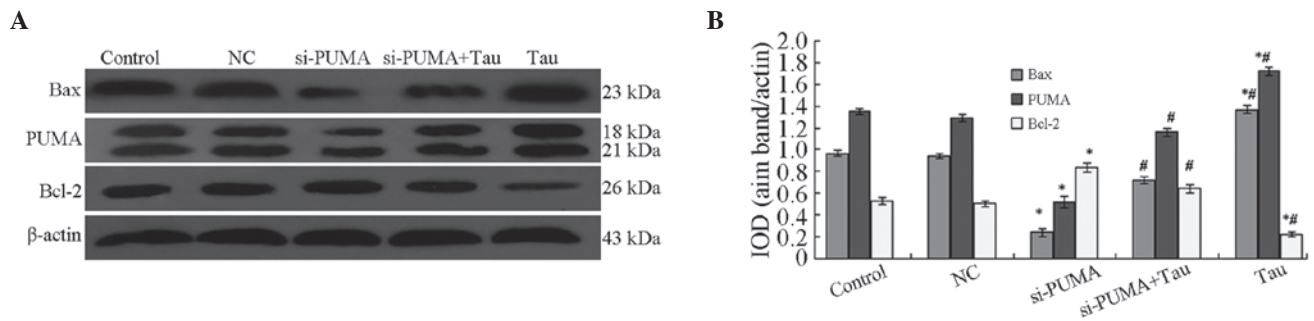 A
Control NC si-PUMA si-PUMA+Tau Tau
Bax 23 kDa
PUMA 18 kDa
21 kDa
Bcl-2 26 kDa
β-actin 43 kDa
B
IOD (aim band/actin)
2.0
1.8
1.6
1.4
1.2
1.0
0.8
0.6
0.4
0.2
0
Bax
PUMA
Bcl-2
* * *
# # #
*# *# *#
Control NC si-PUMA si-PUMA+Tau Tau